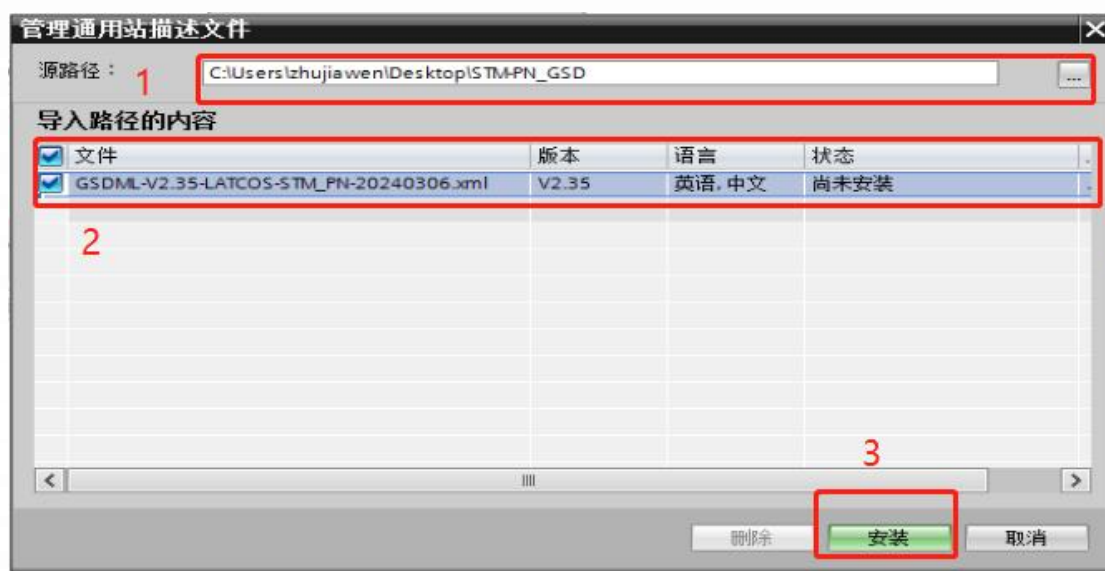 管理通用站描述文件
源路径： 1 C:\Users\zhujiawen\Desktop\STM-PN_GSD ...
导入路径的内容
文件 版本 语言 状态
GSDML-V2.35-LATCOS-STM_PN-20240306.xml V2.35 英语, 中文 尚未安装
2
3
删除 安装 取消